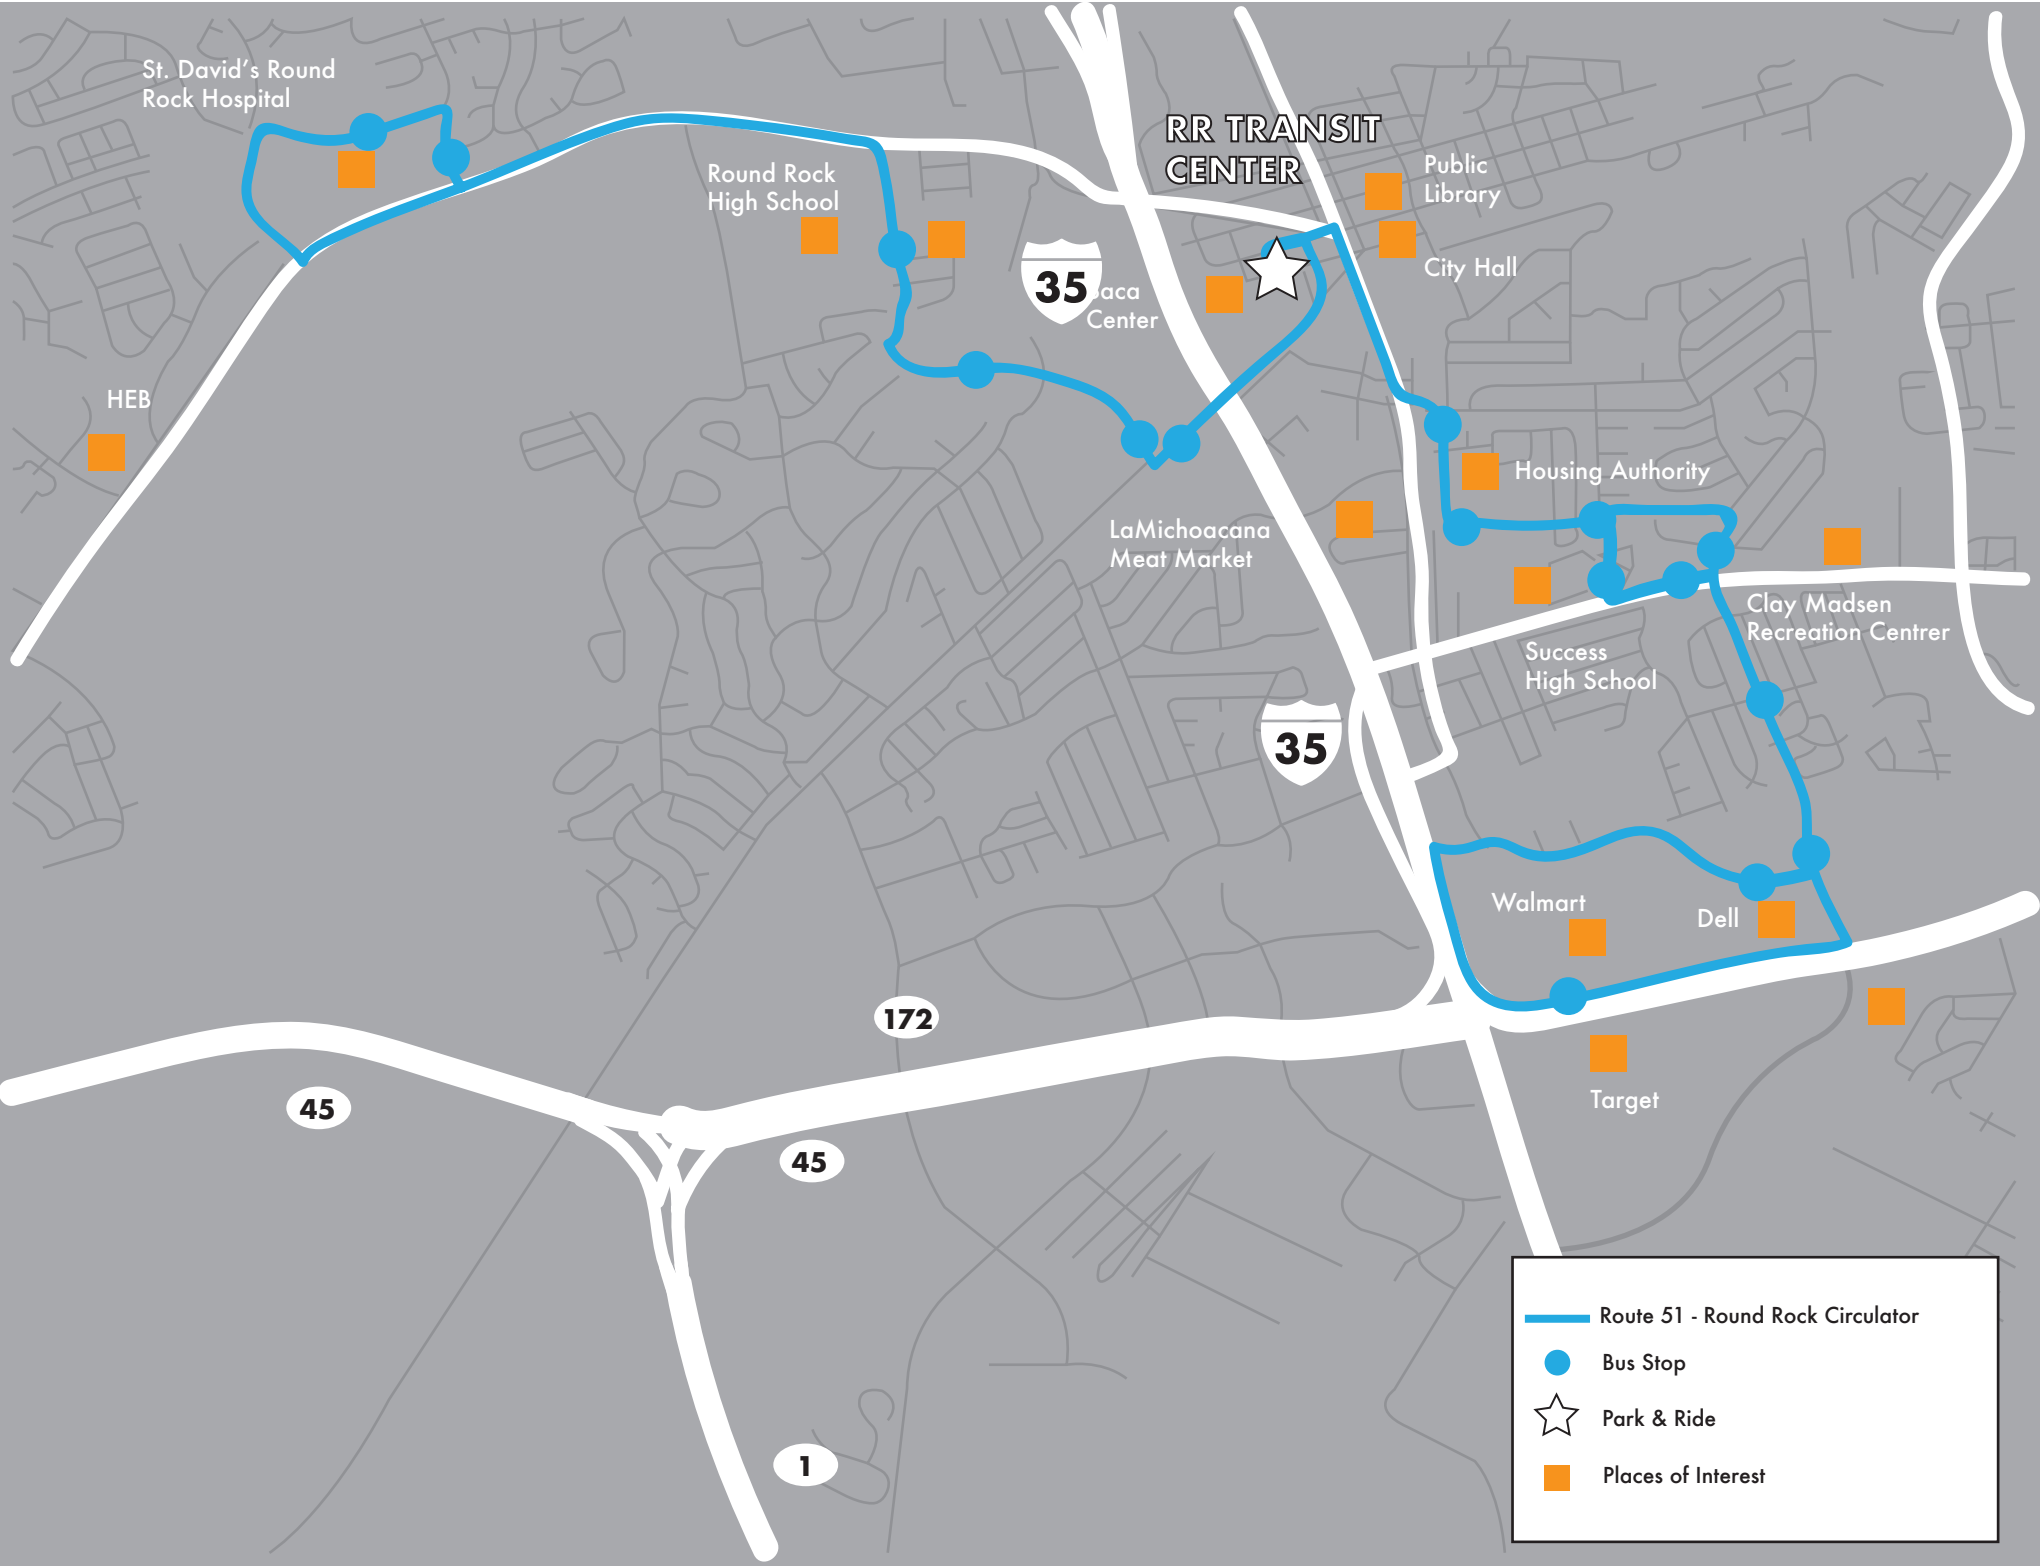 St. David's Round
Rock Hospital
RR TRANSIT
CENTER
Public
Library
Round Rock
High School
City Hall
35
Center
HEB
Housing Authority
LaMichoacana
Meat Market
Clay Madsen
Recreation Centrer
Success
High School
35
Walmart
Dell
172
Target
45
45
1
Route 51 - Round Rock Circulator
Bus Stop
Park & Ride
Places of Interest